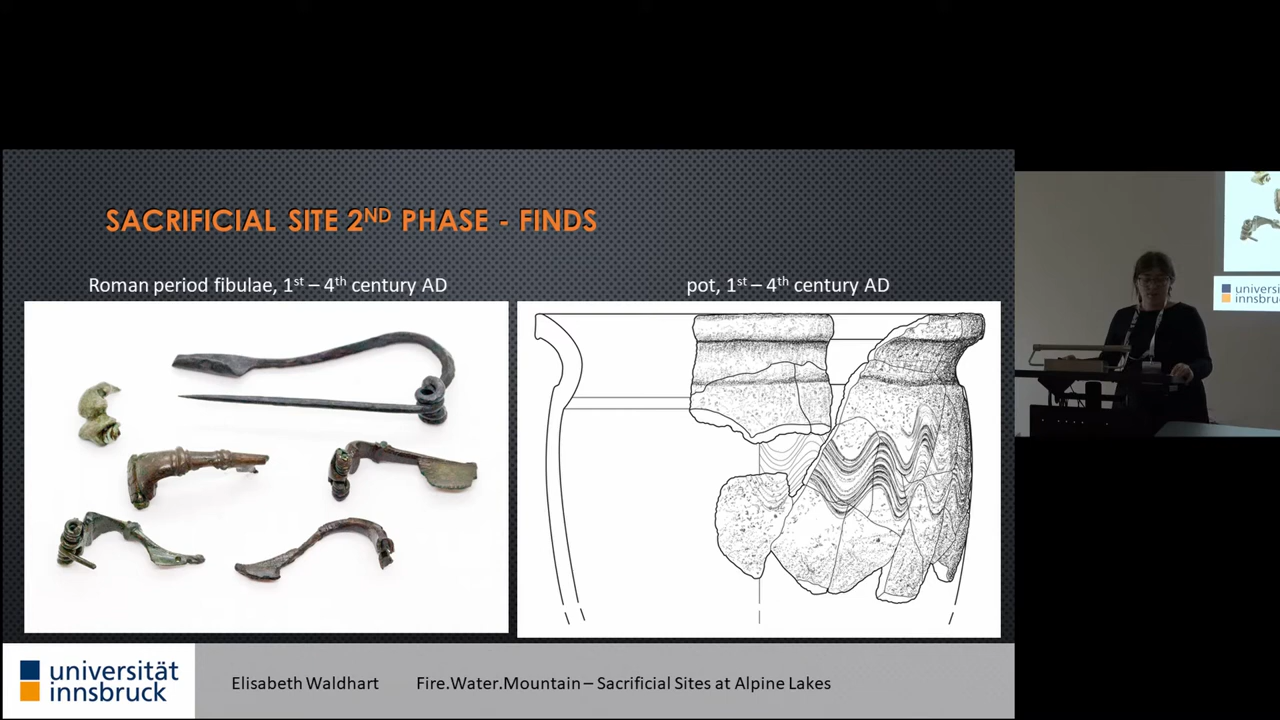 SACRIFICIAL SITE 2ND PHASE - FINDS
Roman period fibulae, 1st – 4th century AD
pot, 1st – 4th century AD
universität
innsbruck
Elisabeth Waldhart
Fire.Water.Mountain – Sacrificial Sites at Alpine Lakes